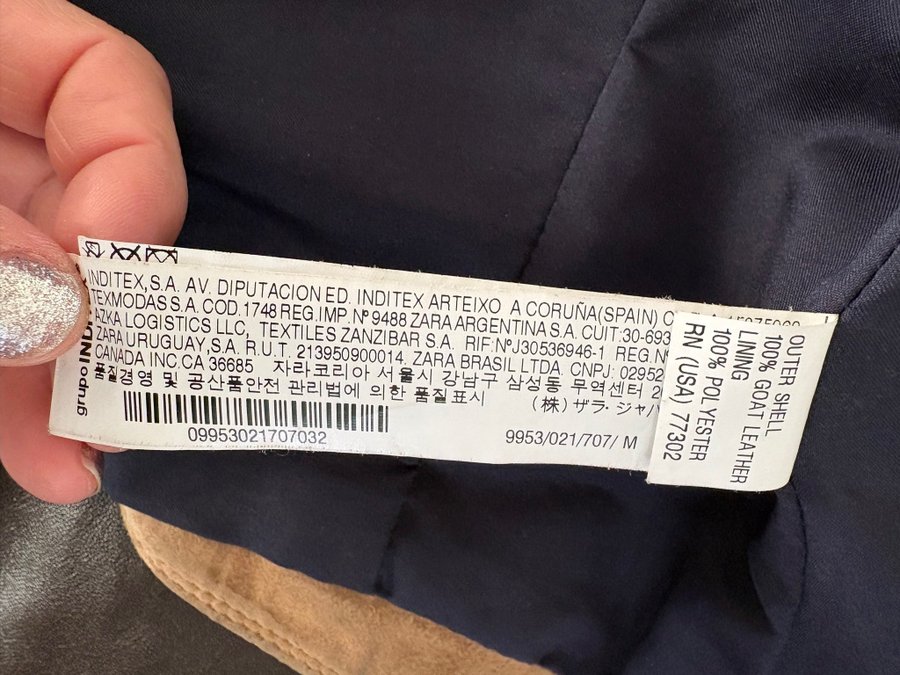 grupo INDI
INDITEX,S.A. AV. DIPUTACION ED. INDITEX ARTEIXO A CORUÑA(SPAIN)
TEXMODAS S.A. COD. 1748 REG.IMP. Nº 9488 ZARA ARGENTINA S.A. CUIT:30-693
AZKA LOGISTICS LLC, TEXTILES ZANZIBAR S.A. RIF:NºJ30536946-1 REG Nº
ZARA URUGUAY,S.A. R.U.T. 213950900014. ZARA BRASIL LTDA. CNPJ: 02952
CANADA INC.CA 36685 자라코리아 서울시 강남구 삼성동 무역센터 2
품질경영 및 공산품안전 관리법에 의한 품질표시 (株) ザラ・ジャパ
09953021707032
9953/021/707/ M
OUTER SHELL
100% GOAT LEATHER
LINING
100% POLYESTER
RN (USA) 77302